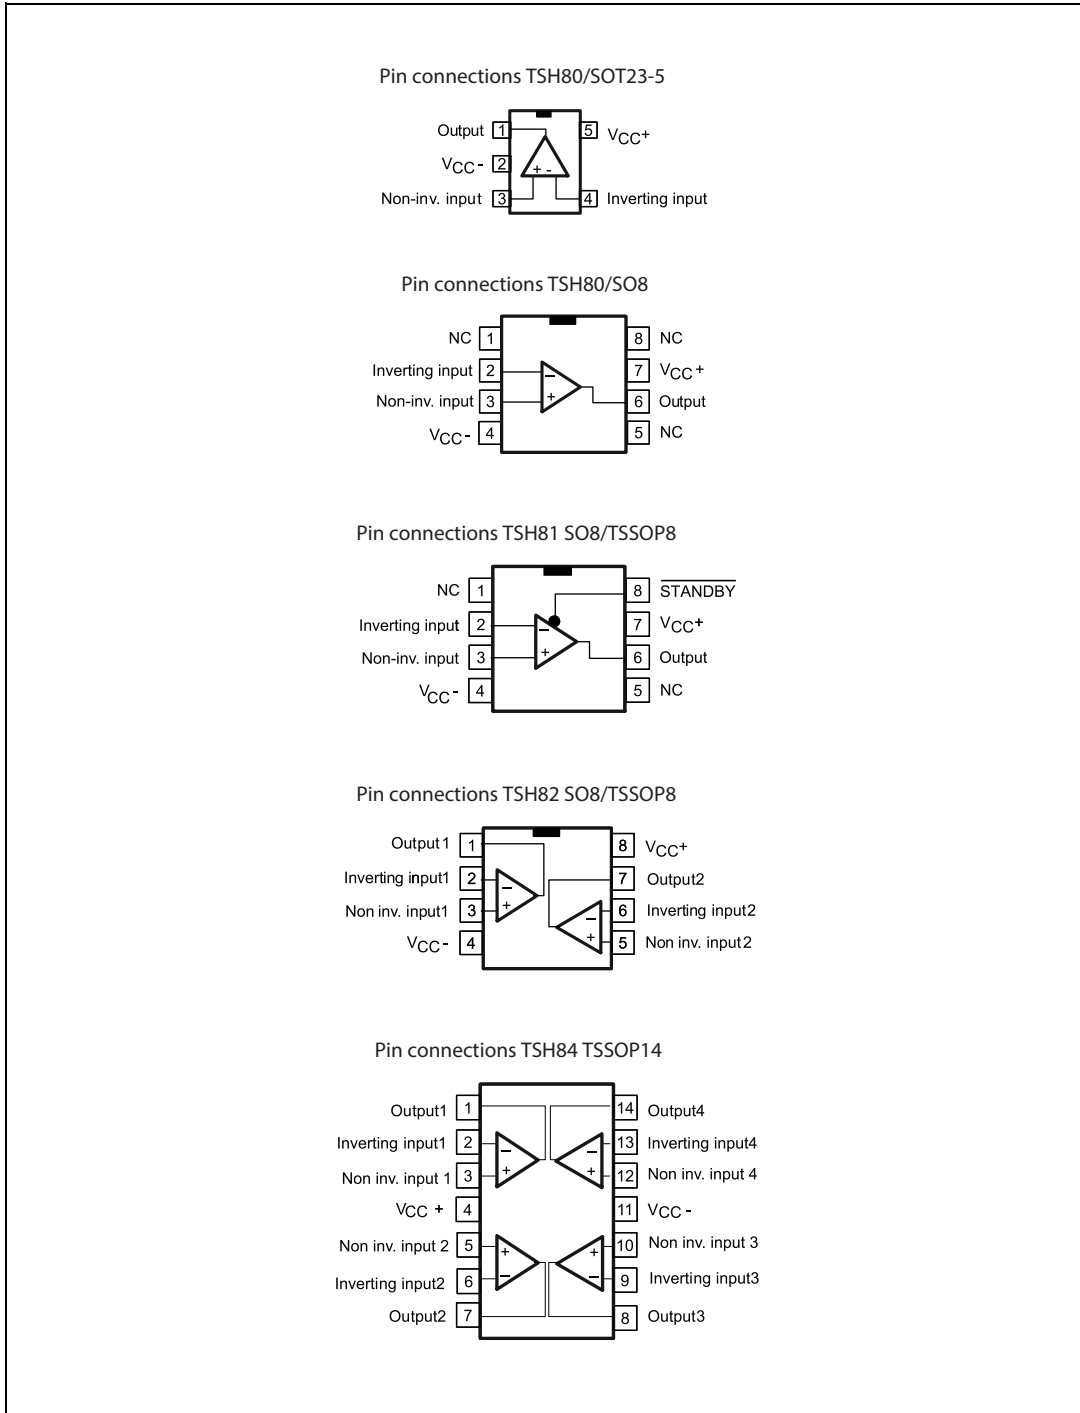 Pin connections TSH80/SOT23-5
Output 1 5 VCC+
VCC- 2
+ -
Non-inv. input 3 4 Inverting input
Pin connections TSH80/SO8
NC 1 8 NC
Inverting input 2 − 7 VCC+
Non-inv. input 3 + 6 Output
VCC- 4 5 NC
Pin connections TSH81 SO8/TSSOP8
NC 1 8 STANDBY
Inverting input 2 − 7 VCC+
Non-inv. input 3 + 6 Output
VCC- 4 5 NC
Pin connections TSH82 SO8/TSSOP8
Output1 1 8 VCC+
Inverting input1 2 − 7 Output2
Non inv. input1 3 + − 6 Inverting input2
VCC- 4 + 5 Non inv. input2
Pin connections TSH84 TSSOP14
Output1 1 14 Output4
Inverting input1 2 − − 13 Inverting input4
Non inv. input 1 3 + + 12 Non inv. input 4
VCC + 4 11 VCC -
Non inv. input 2 5 + + 10 Non inv. input 3
Inverting input2 6 − − 9 Inverting input3
Output2 7 8 Output3